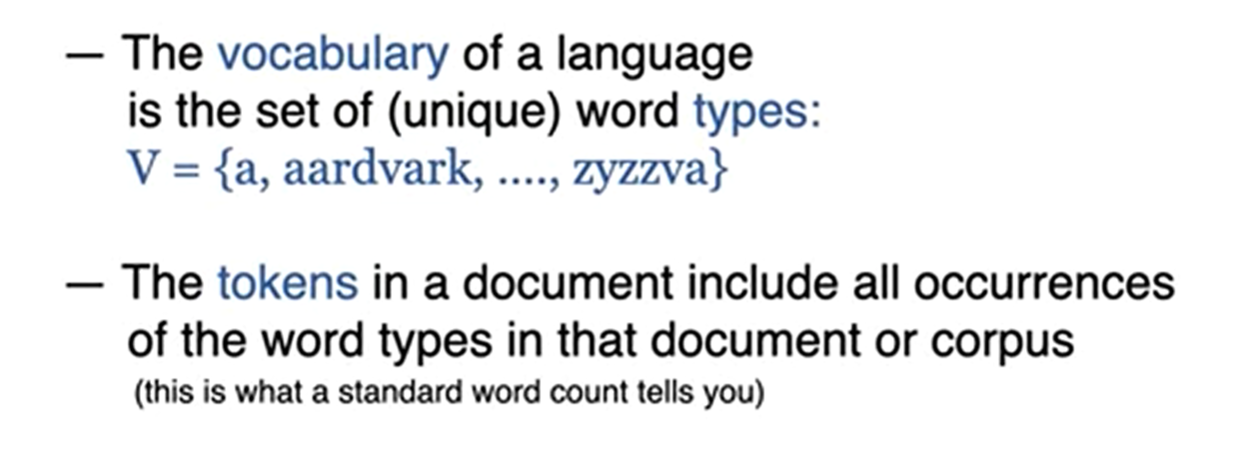 — The vocabulary of a language
is the set of (unique) word types:
V = {a, aardvark, ...., zyzzva}
— The tokens in a document include all occurrences
of the word types in that document or corpus
(this is what a standard word count tells you)